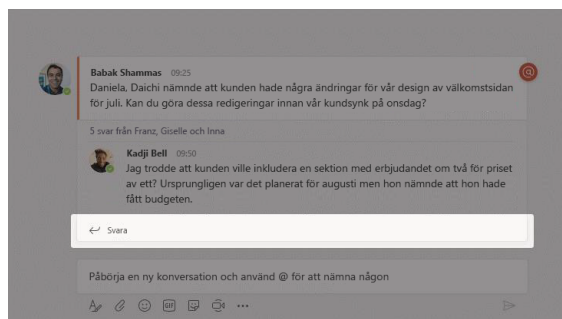 Babak Shammas 09:25
Daniela, Daichi nämnde att kunden hade några ändringar för vår design av välkomstsidan
för juli. Kan du göra dessa redigeringar innan vår kundsynk på onsdag?
5 svar från Franz, Giselle och Inna
Kadji Bell 09:50
Jag trodde att kunden ville inkludera en sektion med erbjudandet om två för priset
av ett? Ursprungligen var det planerat för augusti men hon nämnde att hon hade
fått budgeten.
Svara
Påbörja en ny konversation och använd @ för att nämna någon
GIF